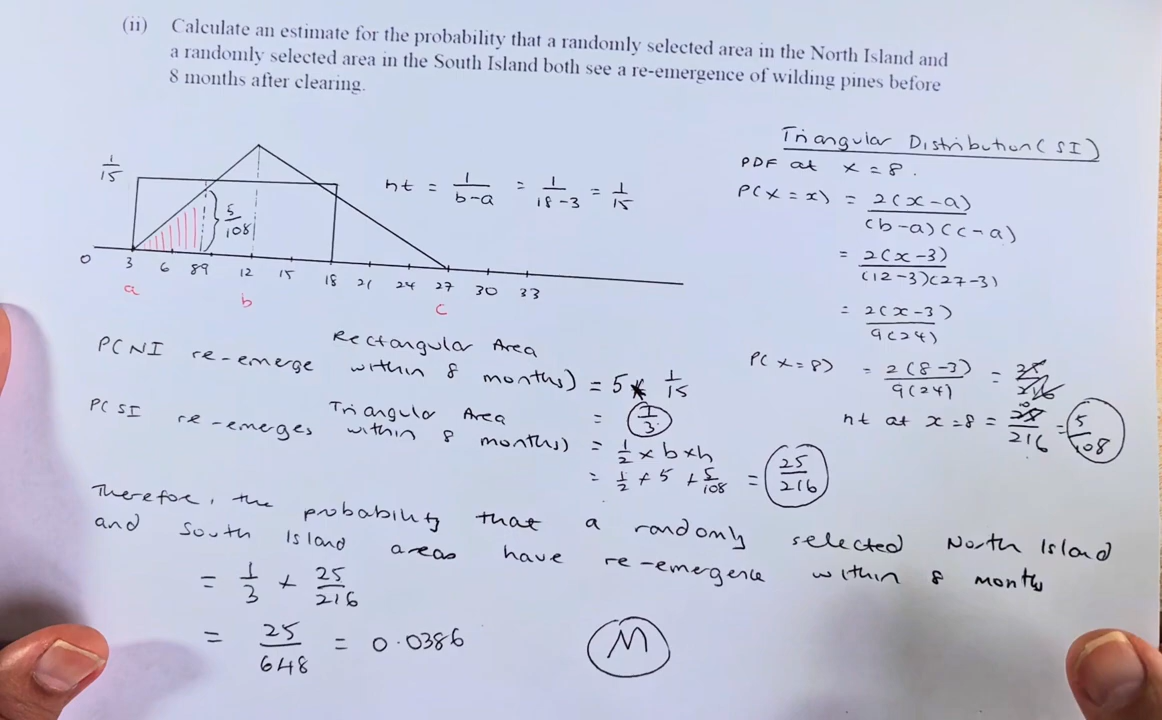 (ii) Calculate an estimate for the probability that a randomly selected area in the North Island and
a randomly selected area in the South Island both see a re-emergence of wilding pines before
8 months after clearing.
Triangular Distribution (SI)
PDF at x = 8.
P(X = x) = 2(x-a) / (b-a)(c-a)
= 2(x-3) / (12-3)(27-3)
= 2(x-3) / 9(24)
P(X=8) = 2(8-3) / 9(24) =
ht at x=8 = 10/216 = 5/108
1/15
ht = 1/b-a = 1/18-3 = 1/15
5/108
0 3 6 8 9 12 15 18 21 24 27 30 33
a b c
Rectangular Area
P(NI re-emerge within 8 months) = 5 × 1/15
= 1/3
Triangular Area
P(SI re-emerges within 8 months) = 1/2 × b × h
= 1/2 × 5 × 5/108 = 25/216
Therefor, the probability that a randomly selected North Island
and South Island areas have re-emergence within 8 months
= 1/3 × 25/216
= 25/648 = 0.0386
M